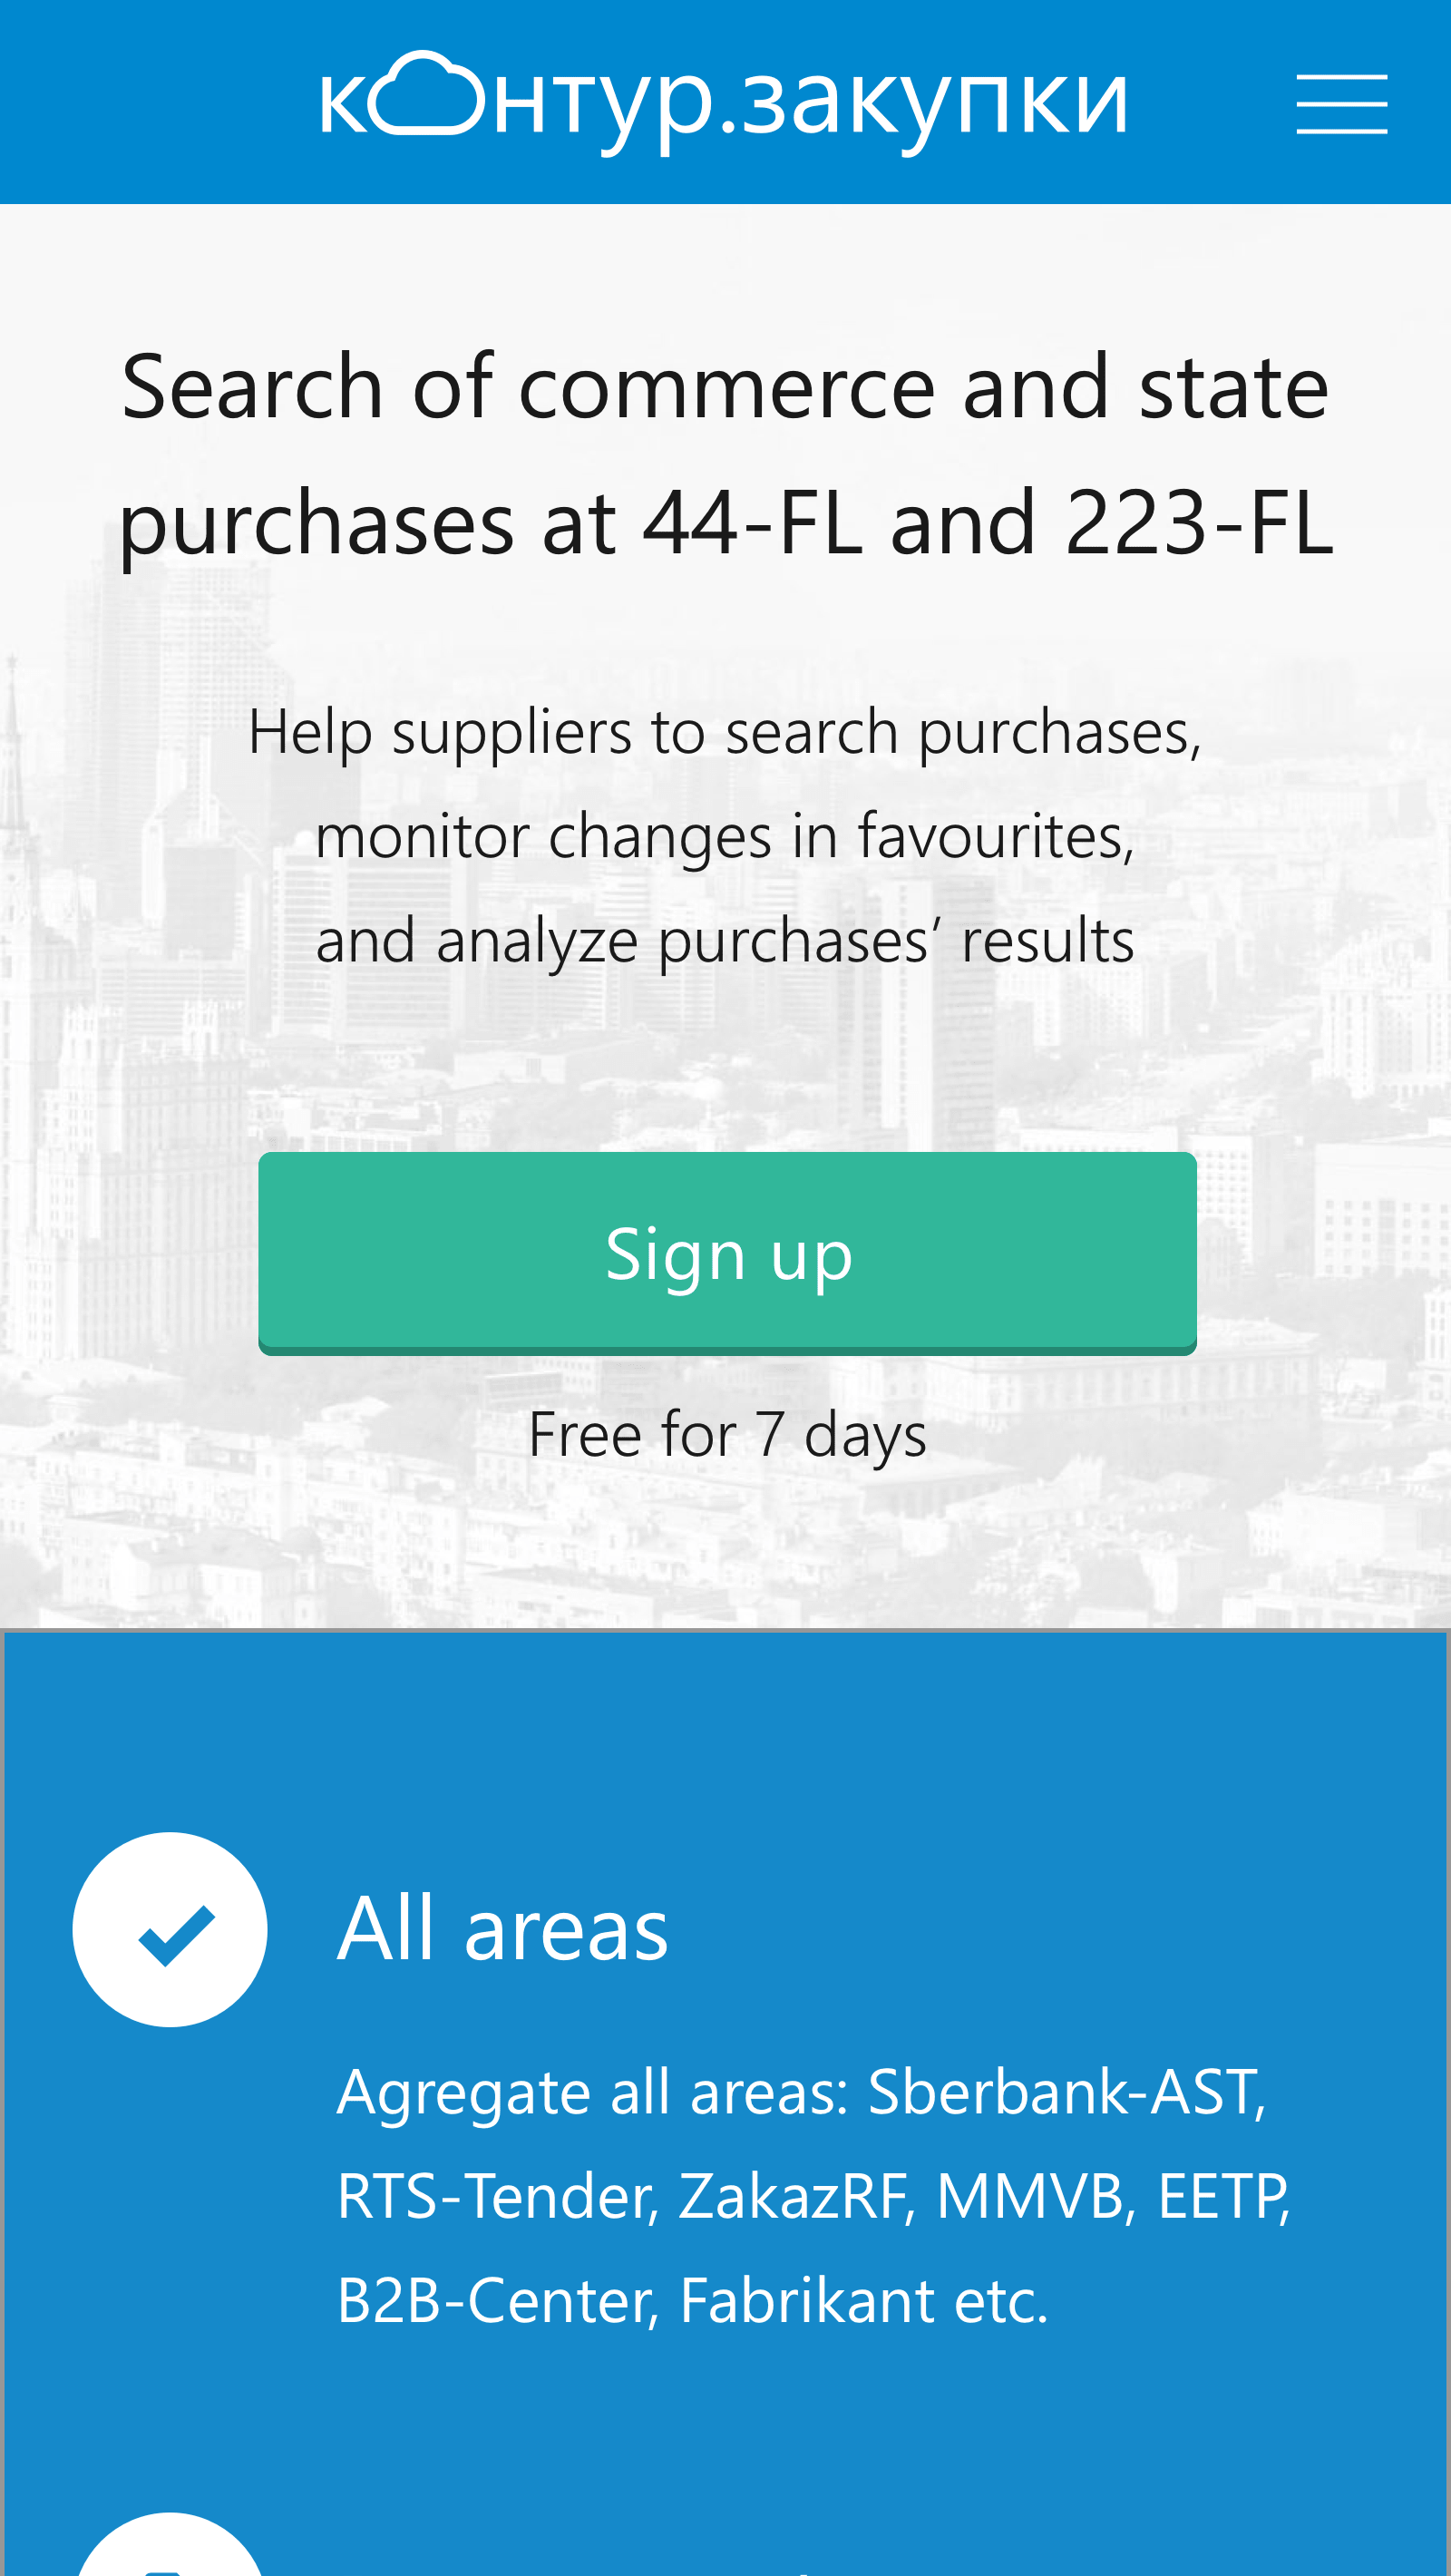 контур.закупки
Search of commerce and state
purchases at 44-FL and 223-FL
Help suppliers to search purchases,
monitor changes in favourites,
and analyze purchases’ results
Sign up
Free for 7 days
All areas
Agregate all areas: Sberbank-AST,
RTS-Tender, ZakazRF, MMVB, EETP,
B2B-Center, Fabrikant etc.